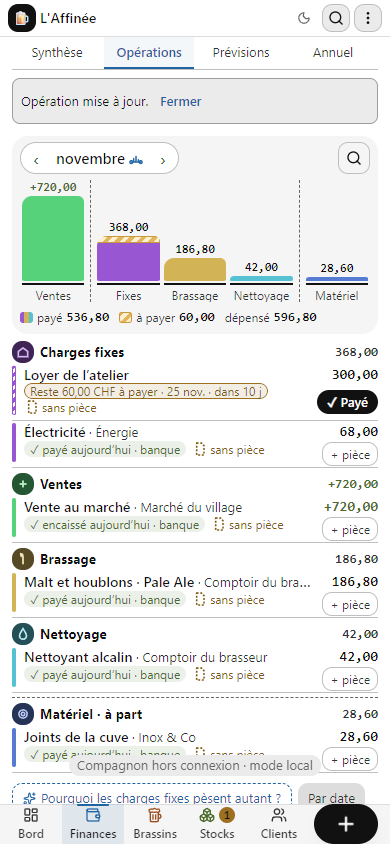 L'Affinée
Synthèse Opérations Prévisions Annuel
Opération mise à jour. Fermer
‹ novembre ›
+720,00
368,00
186,80
42,00
28,60
Ventes Fixes Brassage Nettoyage Matériel
payé 536,80 à payer 60,00 dépensé 596,80
Charges fixes 368,00
Loyer de l’atelier 300,00
Reste 60,00 CHF à payer · 25 nov. · dans 10 j
sans pièce
✓ Payé
Électricité · Énergie 68,00
✓ payé aujourd’hui · banque sans pièce + pièce
Ventes +720,00
Vente au marché · Marché du village +720,00
✓ encaissé aujourd’hui · banque sans pièce + pièce
Brassage 186,80
Malt et houblons · Pale Ale · Comptoir du bra… 186,80
✓ payé aujourd’hui · banque sans pièce + pièce
Nettoyage 42,00
Nettoyant alcalin · Comptoir du brasseur 42,00
✓ payé aujourd’hui · banque sans pièce + pièce
Matériel · à part 28,60
Joints de la cuve · Inox & Co 28,60
✓ payé aujourd’hui · banque sans pièce + pièce
Compagnon hors connexion · mode local
Pourquoi les charges fixes pèsent autant ? Par date
1
Bord Finances Brassins Stocks Clients +